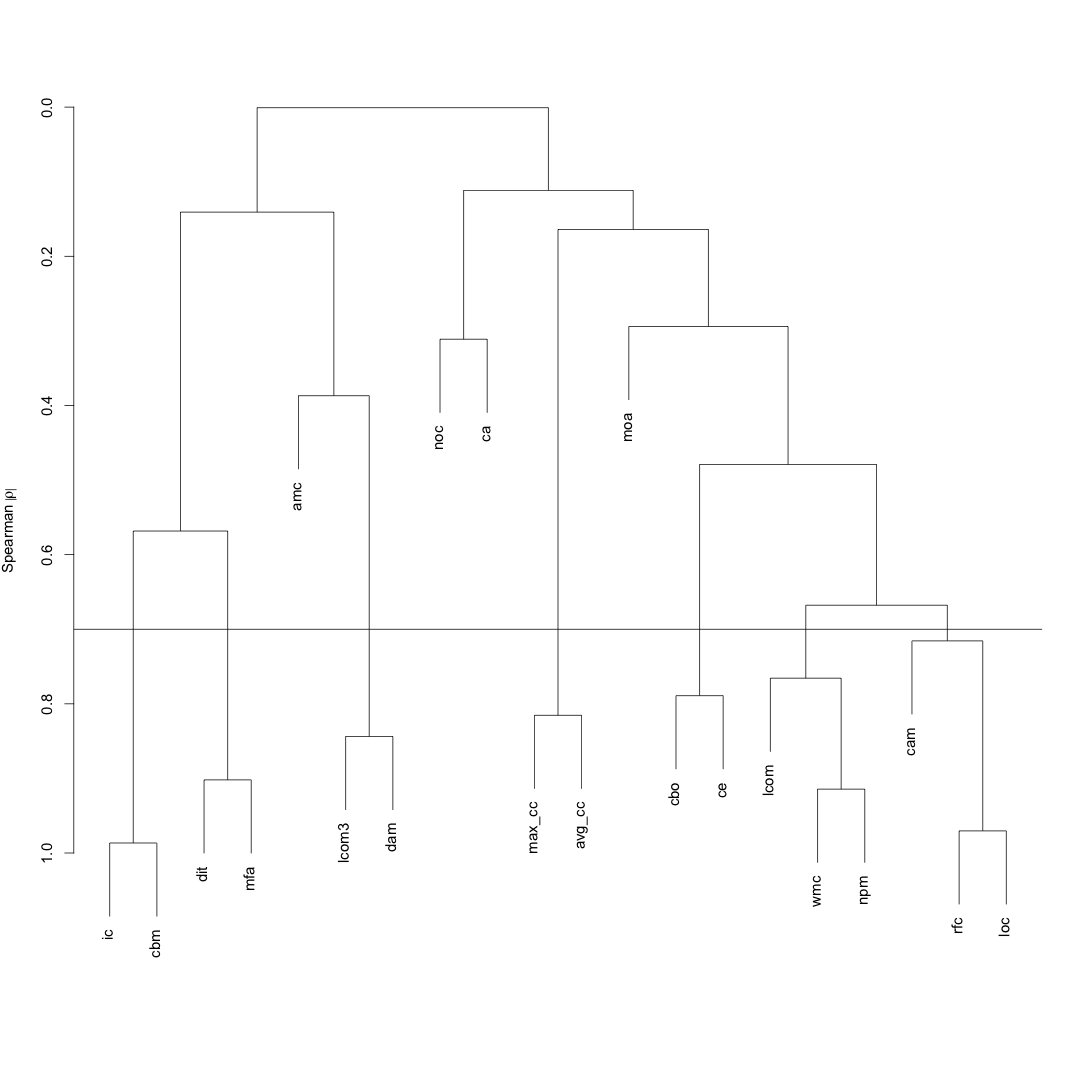 Spearman |ρ|
0.0
0.2
0.4
0.6
0.8
1.0
ic
cbm
dit
mfa
amc
lcom3
dam
noc
ca
max_cc
avg_cc
moa
cbo
ce
lcom
wmc
npm
cam
rfc
loc